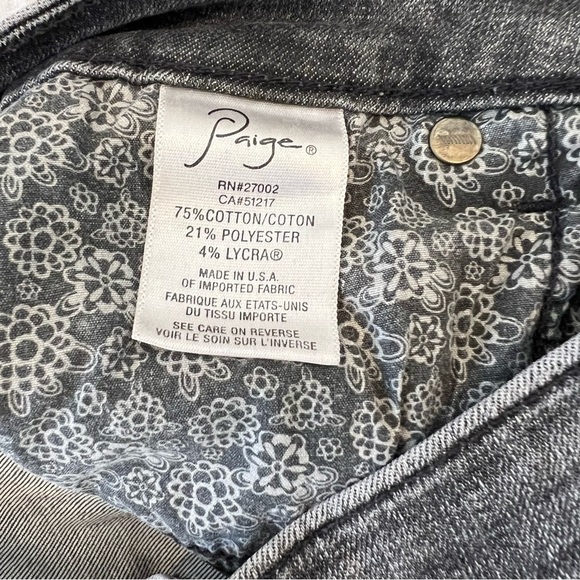 Paige®
RN#27002
CA#51217
75%COTTON/COTON
21% POLYESTER
4% LYCRA®
MADE IN U.S.A.
OF IMPORTED FABRIC
FABRIQUE AUX ETATS-UNIS
DU TISSU IMPORTE
SEE CARE ON REVERSE
VOIR LE SOIN SUR L'INVERSE